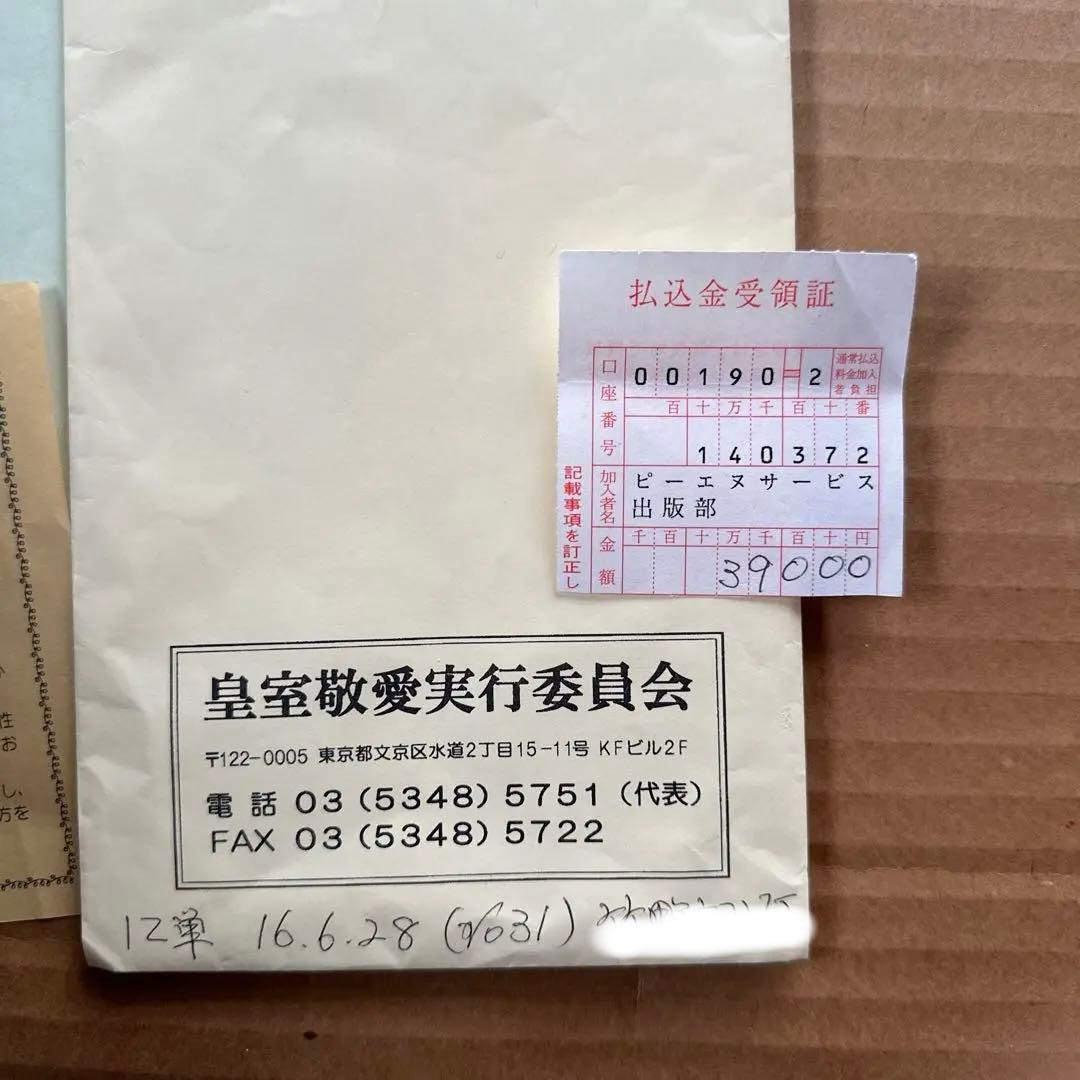 払込金受領証
口座番号
00190=2
通常払込
料金加入
者負担
百十万千百十番
140372
加入者名
ピーエヌサービス
出版部
金額
千百十万千百十円
39000
記載事項を訂正し
皇室敬愛実行委員会
〒122-0005 東京都文京区水道2丁目15-11号 KFビル2F
電話 03(5348)5751(代表)
FAX 03(5348)5722
16.6.28
性
お
し、
方を